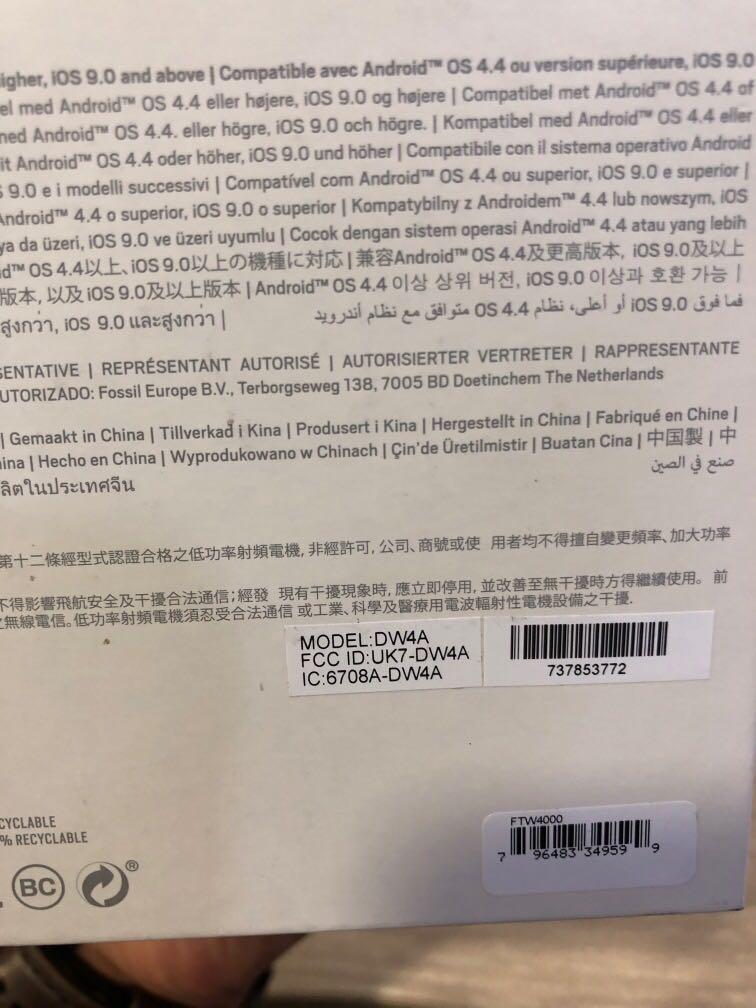 igher, iOS 9.0 and above | Compatible avec Android™ OS 4.4 ou version supérieure, iOS 9.0
el med Android™ OS 4.4 eller højere, iOS 9.0 og højere | Compatibel met Android™ OS 4.4 of
ned Android™ OS 4.4. eller högre, iOS 9.0 och högre. | Kompatibel med Android™ OS 4.4 eller
it Android™ OS 4.4 oder höher, iOS 9.0 und höher | Compatibile con il sistema operativo Android
S 9.0 e i modelli successivi | Compatível com Android™ OS 4.4 ou superior, iOS 9.0 e superior |
Android™ 4.4 o superior, iOS 9.0 o superior | Kompatybilny z Androidem™ 4.4 lub nowszym, iOS
ya da üzeri, iOS 9.0 ve üzeri uyumlu | Cocok dengan sistem operasi Android™ 4.4 atau yang lebih
d™ OS 4.4以上、iOS 9.0以上の機種に対応 | 兼容Android™ OS 4.4及更高版本, iOS 9.0及以上
版本, 以及 iOS 9.0及以上版本 | Android™ OS 4.4 이상 상위 버전, iOS 9.0 이상과 호환 가능 |
สูงกว่า, iOS 9.0 และสูงกว่า | فما فوق iOS 9.0 أو أعلى، نظام OS 4.4 متوافق مع نظام أندرويد
SENTATIVE | REPRÉSENTANT AUTORISÉ | AUTORISIERTER VERTRETER | RAPPRESENTANTE
UTORIZADO: Fossil Europe B.V., Terborgseweg 138, 7005 BD Doetinchem The Netherlands
| Gemaakt in China | Tillverkad i Kina | Produsert i Kina | Hergestellt in China | Fabriqué en Chine |
ina | Hecho en China | Wyprodukowano w Chinach | Çin'de Üretilmistir | Buatan Cina | 中国製 | 中
ลิตในประเทศจีน صنع في الصين
第十二條經型式認證合格之低功率射頻電機, 非經許可, 公司、商號或使 用者均不得擅自變更頻率、加大功率
不得影響飛航安全及干擾合法通信; 經發 現有干擾現象時, 應立即停用, 並改善至無干擾時方得繼續使用。 前
之無線電信。低功率射頻電機須忍受合法通信 或工業、科學及醫療用電波輻射性電機設備之干擾.
MODEL:DW4A
FCC ID:UK7-DW4A
IC:6708A-DW4A
737853772
CYCLABLE
% RECYCLABLE
BC
®
FTW4000
7 96483 34959 9